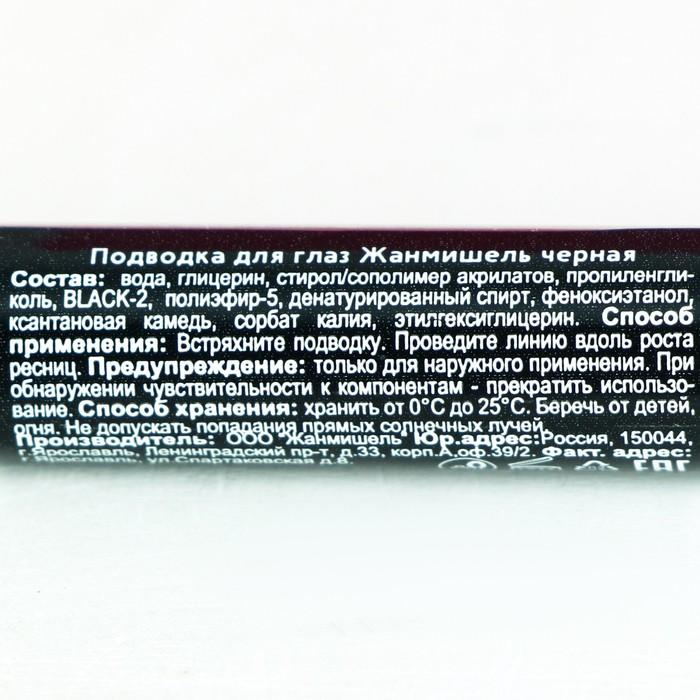 Подводка для глаз Жанмишель черная
Состав: вода, глицерин, стирол/сополимер акрилатов, пропиленгли-
коль, BLACK-2, полиэфир-5, денатурированный спирт, феноксиэтанол,
ксантановая камедь, сорбат калия, этилгексиглицерин. Способ
применения: Встряхните подводку. Проведите линию вдоль роста
ресниц. Предупреждение: только для наружного применения. При
обнаружении чувствительности к компонентам - прекратить использо-
вание. Способ хранения: хранить от 0°C до 25°C. Беречь от детей,
огня. Не допускать попадания прямых солнечных лучей.
Производитель: ООО "Жанмишель" Юр.адрес:Россия, 150044,
г.Ярославль, Ленинградский пр-т, д.33, корп.А,оф.39/2. Факт. адрес:
г.Ярославль, ул.Спартаковская д.8.
EAC